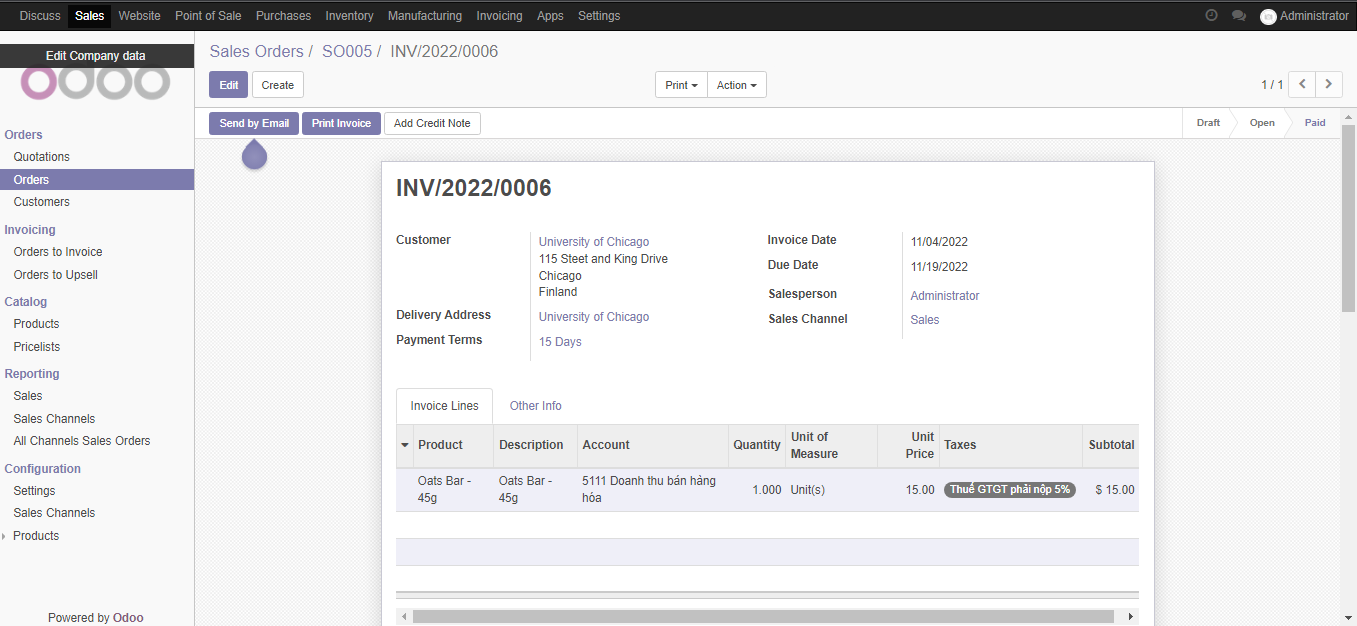 Discuss Sales Website Point of Sale Purchases Inventory Manufacturing Invoicing Apps Settings Administrator
Edit Company data
odoo
Orders
Quotations
Orders
Customers
Invoicing
Orders to Invoice
Orders to Upsell
Catalog
Products
Pricelists
Reporting
Sales
Sales Channels
All Channels Sales Orders
Configuration
Settings
Sales Channels
Products
Powered by Odoo
Sales Orders / SO005 / INV/2022/0006
Edit Create Print Action 1 / 1
Send by Email Print Invoice Add Credit Note Draft Open Paid
INV/2022/0006
Customer
University of Chicago
115 Steet and King Drive
Chicago
Finland
Delivery Address University of Chicago
Payment Terms 15 Days
Invoice Date 11/04/2022
Due Date 11/19/2022
Salesperson Administrator
Sales Channel Sales
Invoice Lines Other Info
Product Description Account Quantity Unit of Measure Unit Price Taxes Subtotal
Oats Bar - 45g Oats Bar - 45g 5111 Doanh thu bán hàng hóa 1.000 Unit(s) 15.00 Thuế GTGT phải nộp 5% $ 15.00